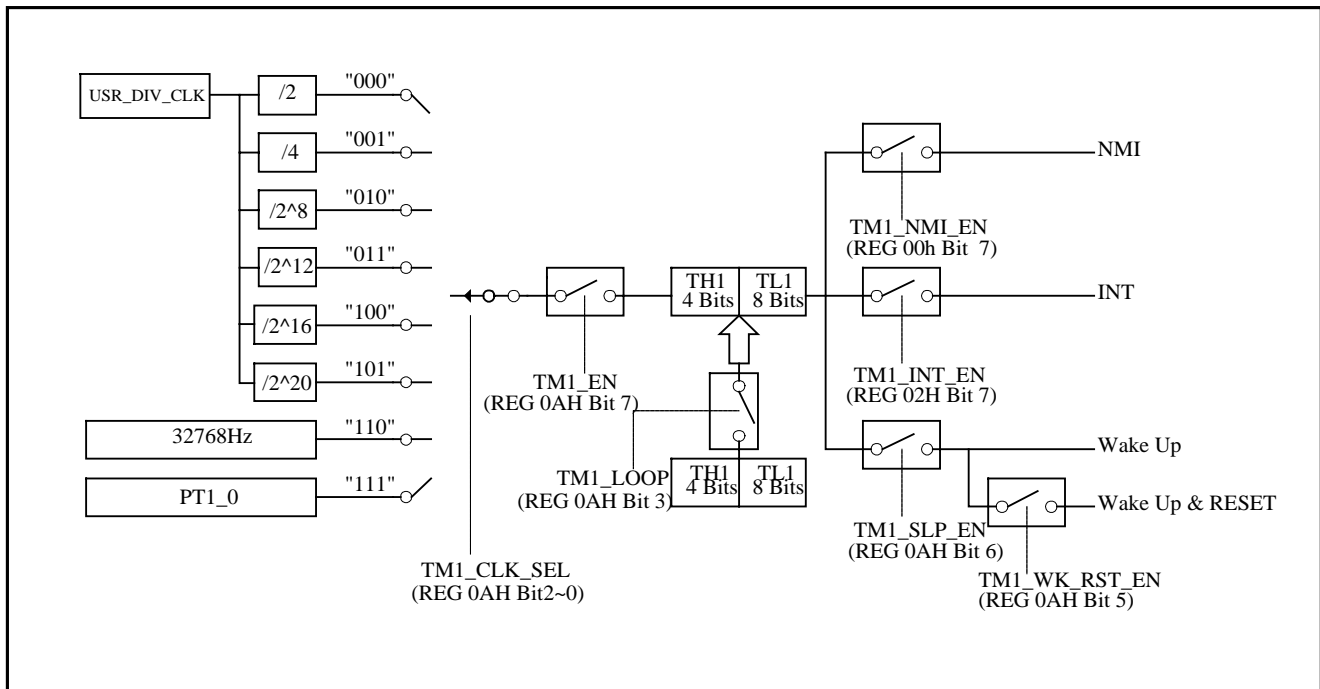 USR_DIV_CLK
/2
"000"
/4
"001"
/2^8
"010"
/2^12
"011"
/2^16
"100"
/2^20
"101"
32768Hz
"110"
PT1_0
"111"
TM1_CLK_SEL
(REG 0AH Bit2~0)
TM1_EN
(REG 0AH Bit 7)
TH1
4 Bits
TL1
8 Bits
TM1_LOOP
(REG 0AH Bit 3)
TH1
4 Bits
TL1
8 Bits
NMI
TM1_NMI_EN
(REG 00h Bit 7)
INT
TM1_INT_EN
(REG 02H Bit 7)
Wake Up
TM1_SLP_EN
(REG 0AH Bit 6)
Wake Up & RESET
TM1_WK_RST_EN
(REG 0AH Bit 5)